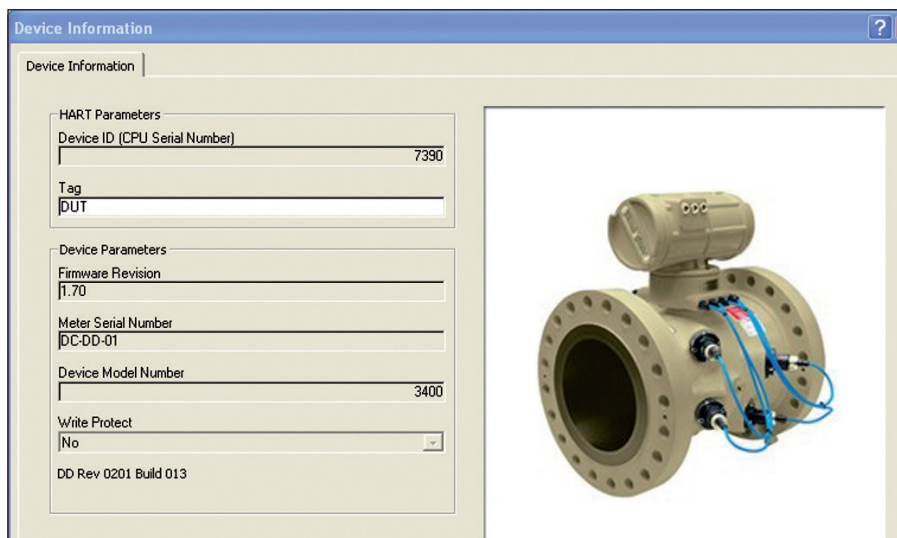 Device Information
?
Device Information
HART Parameters
Device ID (CPU Serial Number)
7390
Tag
DUT
Device Parameters
Firmware Revision
1.70
Meter Serial Number
DC-DD-01
Device Model Number
3400
Write Protect
No
DD Rev 0201 Build 013